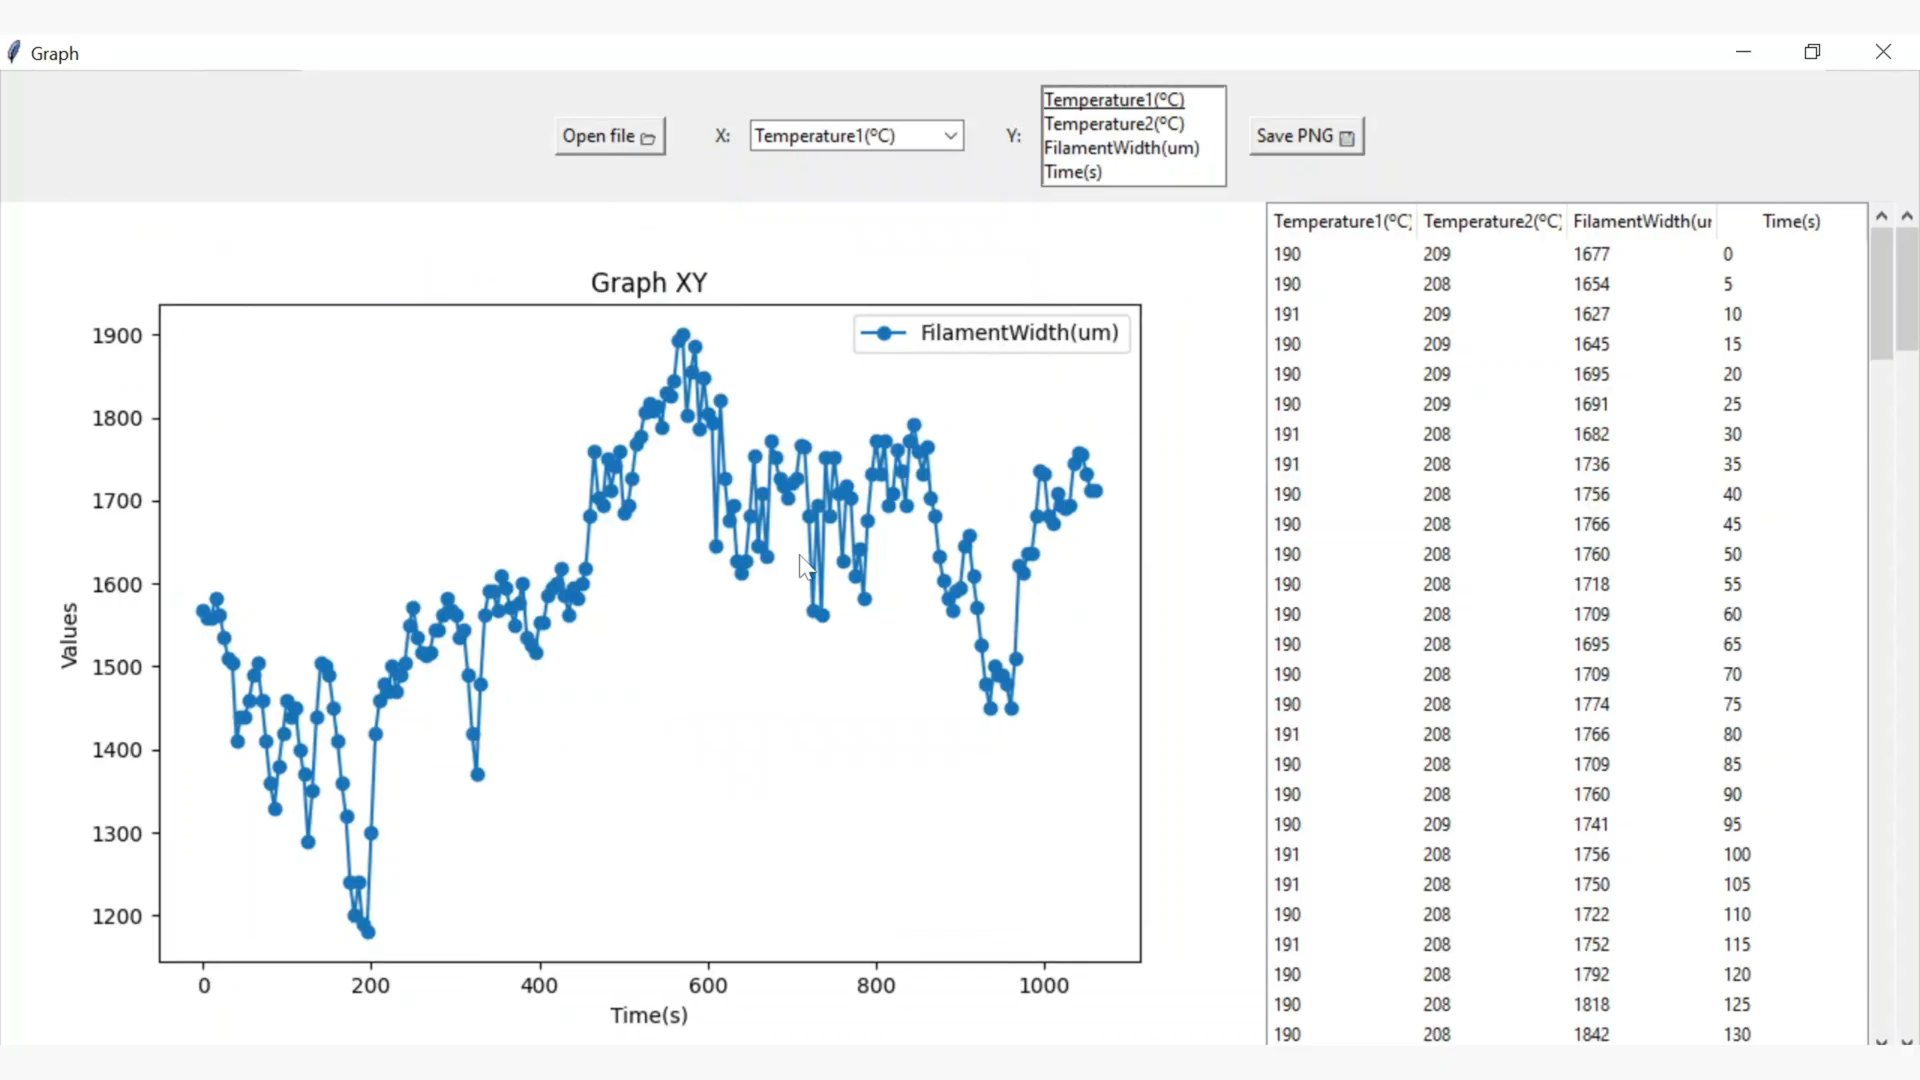 Graph
Open file
X:
Temperature1(ºC)
Y:
Temperature1(ºC)
Temperature2(ºC)
FilamentWidth(um)
Time(s)
Save PNG
Graph XY
FilamentWidth(um)
1900
1800
1700
1600
1500
1400
1300
1200
Values
0 200 400 600 800 1000
Time(s)
Temperature1(ºC) Temperature2(ºC) FilamentWidth(ur Time(s)
190 209 1677 0
190 208 1654 5
191 209 1627 10
190 209 1645 15
190 209 1695 20
190 209 1691 25
191 208 1682 30
191 208 1736 35
190 208 1756 40
190 208 1766 45
190 208 1760 50
190 208 1718 55
190 208 1709 60
190 208 1695 65
190 208 1709 70
190 208 1774 75
191 208 1766 80
190 208 1709 85
190 208 1760 90
190 209 1741 95
191 208 1756 100
191 208 1750 105
190 208 1722 110
191 208 1752 115
190 208 1792 120
190 208 1818 125
190 208 1842 130